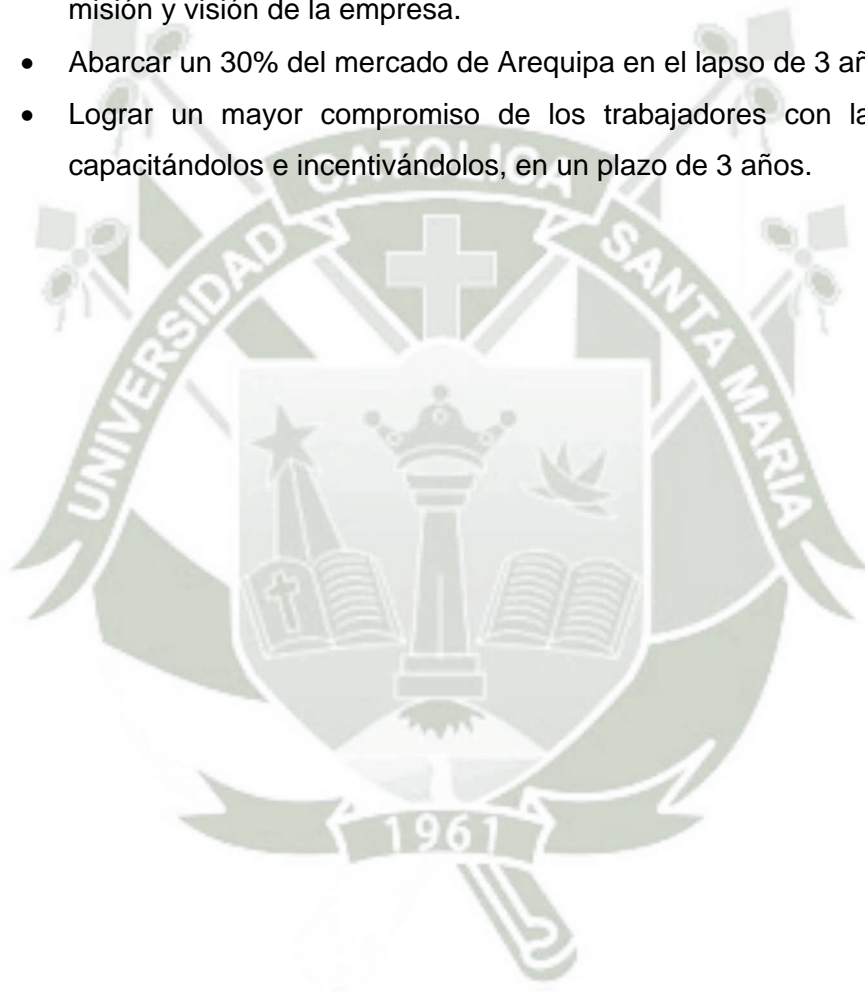 misión y visión de la empresa.
• Abarcar un 30% del mercado de Arequipa en el lapso de 3 añ
• Lograr un mayor compromiso de los trabajadores con la
capacitándolos e incentivándolos, en un plazo de 3 años.
CATOLICA
UNIVERSIDAD
SANTA MARIA
1961